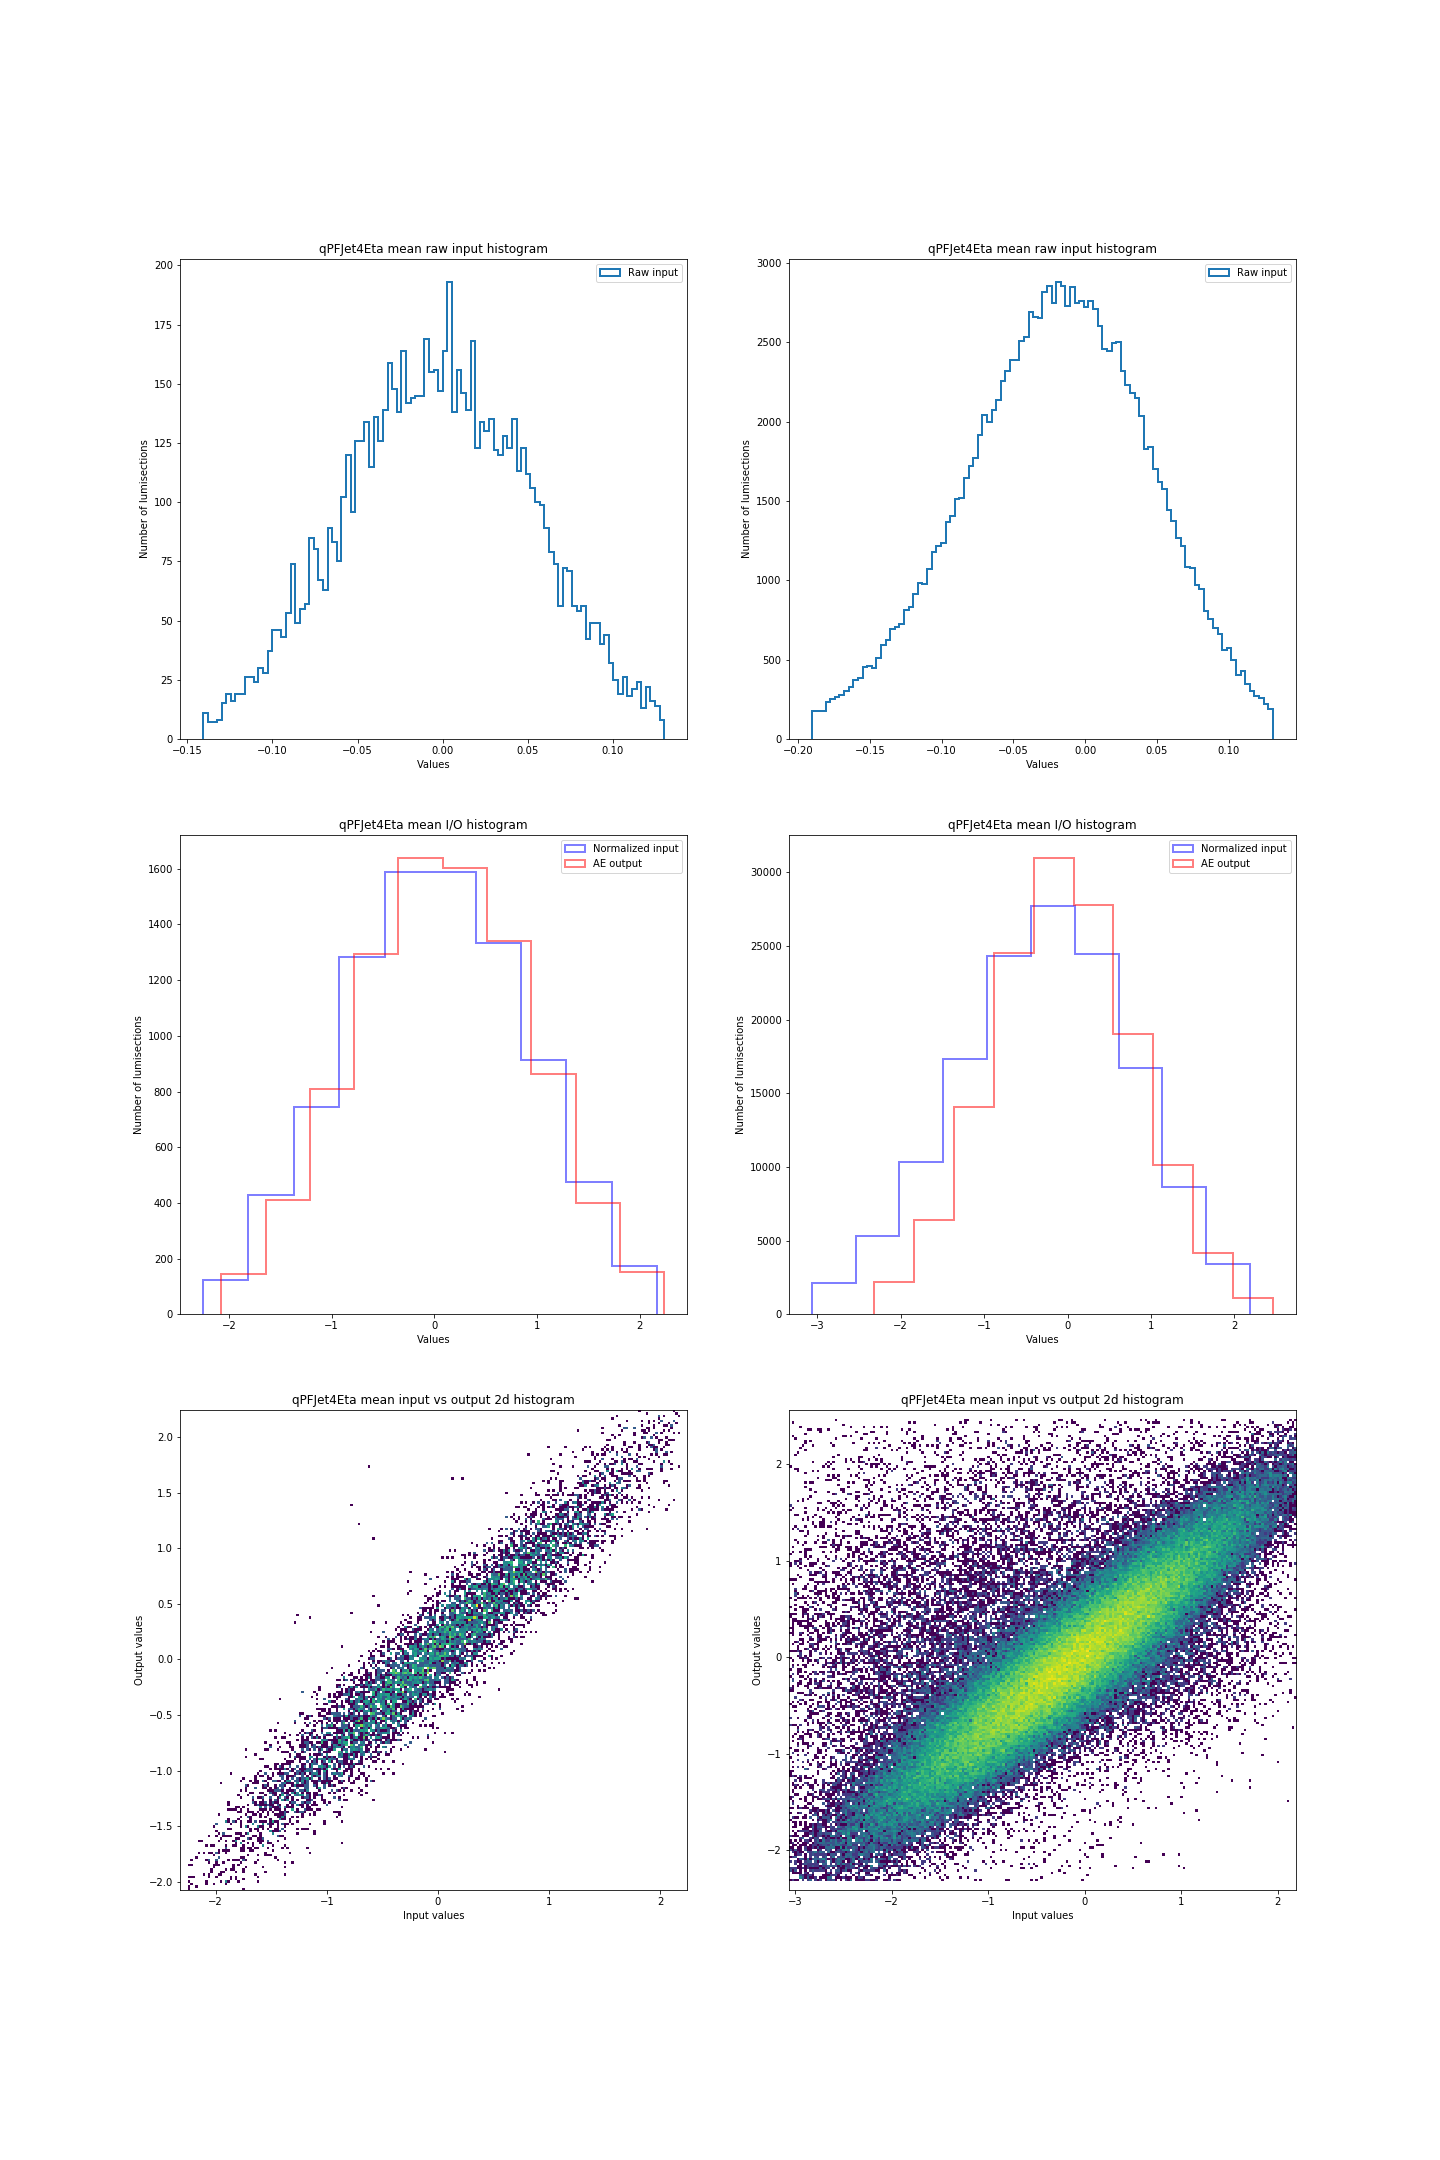 qPFJet4Eta mean raw input histogram
Raw input
200
175
150
125
100
75
50
25
0
Number of lumisections
−0.15 −0.10 −0.05 0.00 0.05 0.10
Values
qPFJet4Eta mean raw input histogram
Raw input
3000
2500
2000
1500
1000
500
0
Number of lumisections
−0.20 −0.15 −0.10 −0.05 0.00 0.05 0.10
Values
qPFJet4Eta mean I/O histogram
Normalized input
AE output
1600
1400
1200
1000
800
600
400
200
0
Number of lumisections
−2 −1 0 1 2
Values
qPFJet4Eta mean I/O histogram
Normalized input
AE output
30000
25000
20000
15000
10000
5000
0
Number of lumisections
−3 −2 −1 0 1 2
Values
qPFJet4Eta mean input vs output 2d histogram
2.0
1.5
1.0
0.5
0.0
−0.5
−1.0
−1.5
−2.0
Output values
−2 −1 0 1 2
Input values
qPFJet4Eta mean input vs output 2d histogram
2
1
0
−1
−2
Output values
−3 −2 −1 0 1 2
Input values